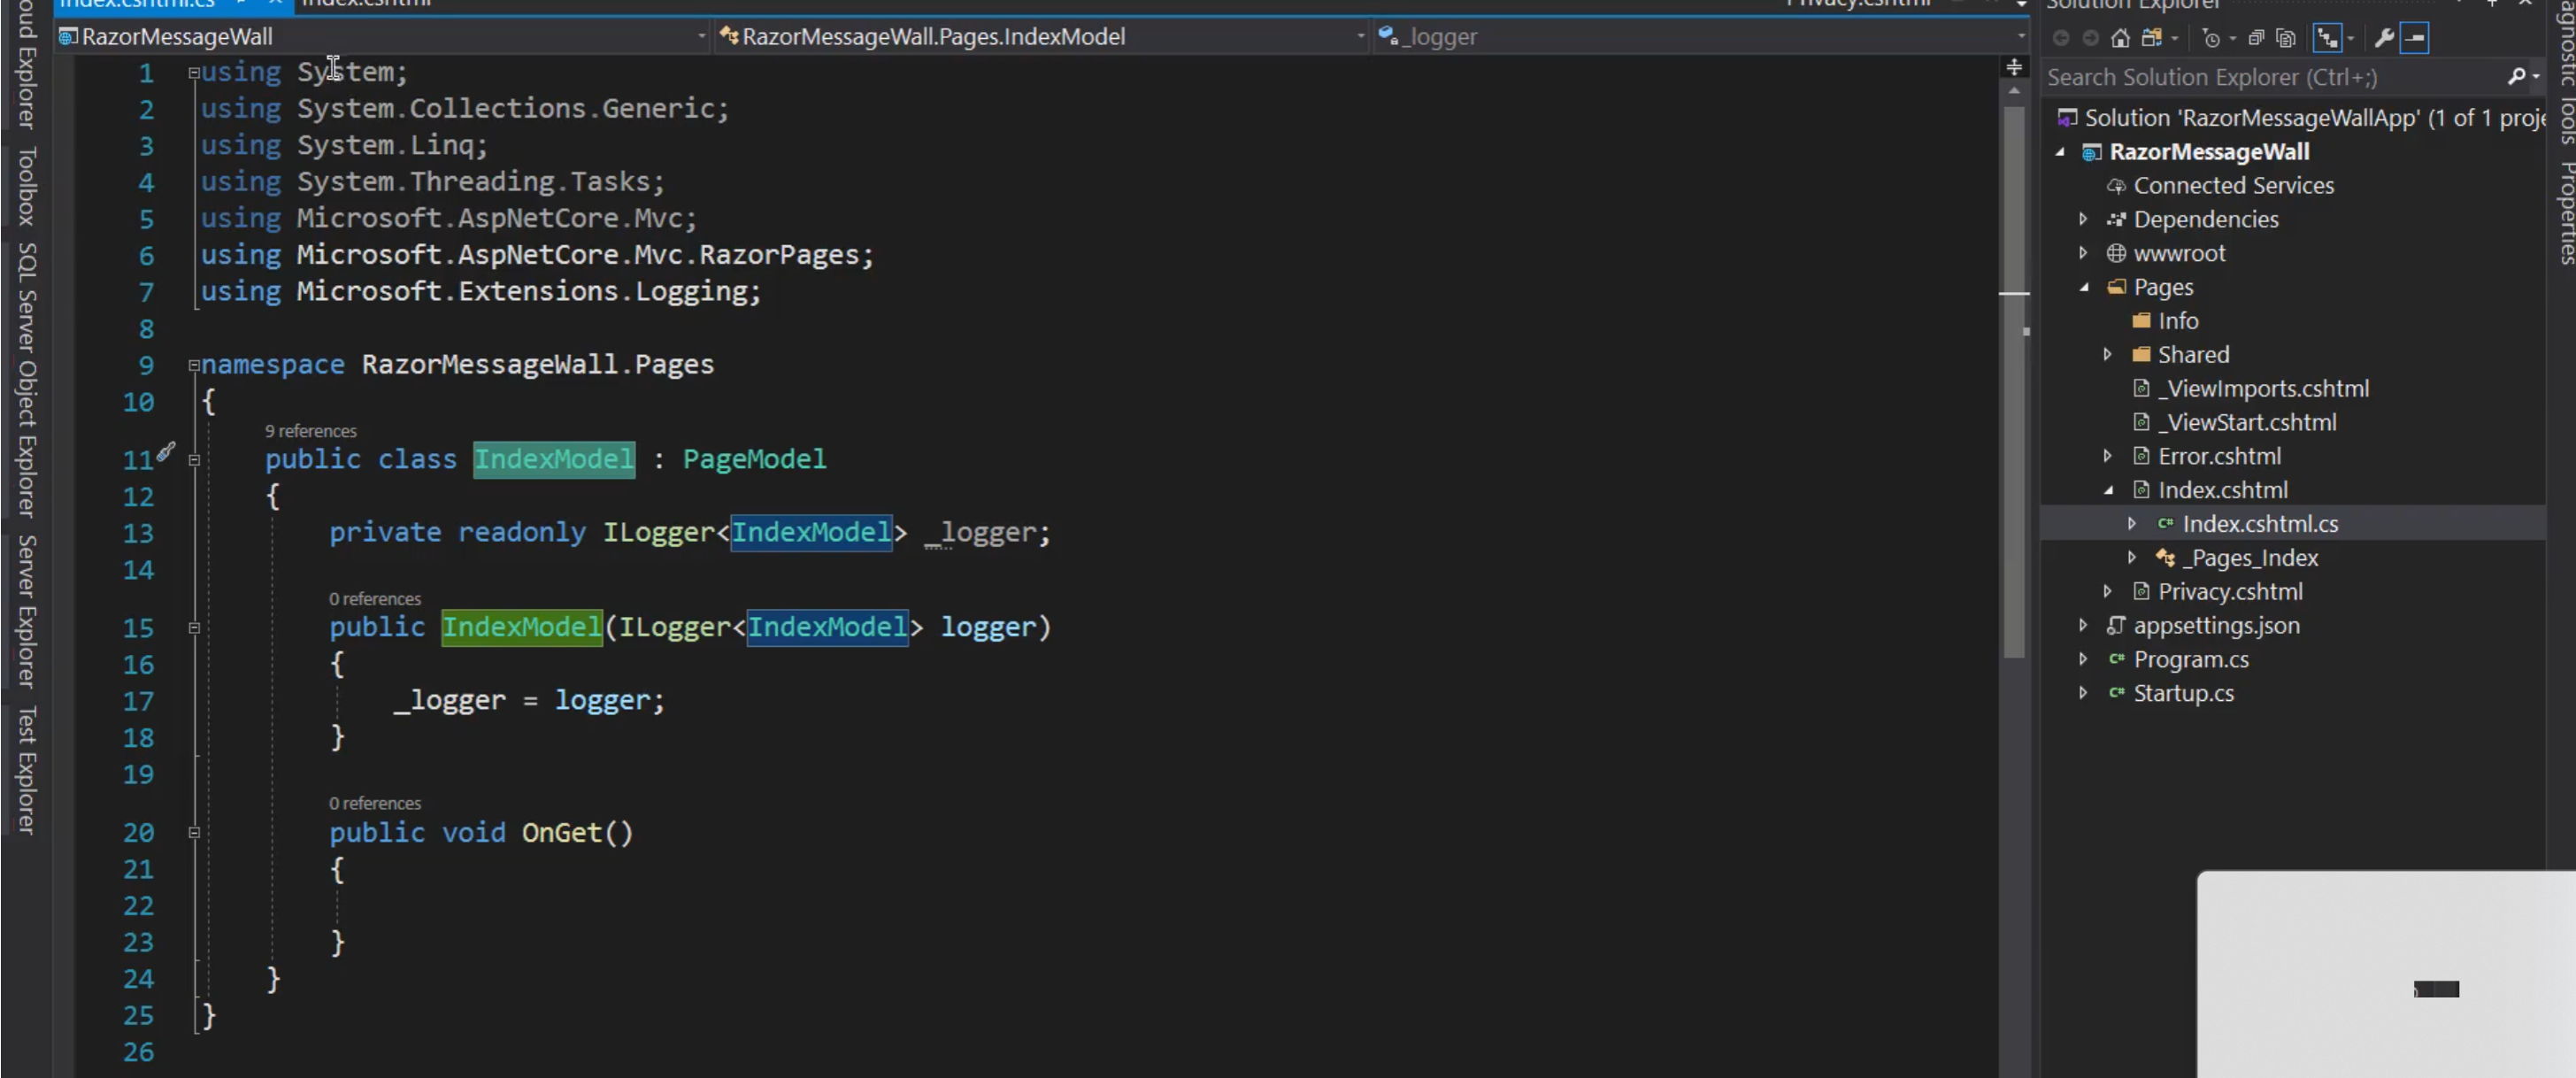 Index.cshtml.cs
Index.cshtml
Privacy.cshtml
RazorMessageWall
RazorMessageWall.Pages.IndexModel
_logger
1 using System;
2 using System.Collections.Generic;
3 using System.Linq;
4 using System.Threading.Tasks;
5 using Microsoft.AspNetCore.Mvc;
6 using Microsoft.AspNetCore.Mvc.RazorPages;
7 using Microsoft.Extensions.Logging;
8
9 namespace RazorMessageWall.Pages
10 {
9 references
11 public class IndexModel : PageModel
12 {
13 private readonly ILogger<IndexModel> _logger;
14
0 references
15 public IndexModel(ILogger<IndexModel> logger)
16 {
17 _logger = logger;
18 }
19
0 references
20 public void OnGet()
21 {
22
23 }
24 }
25 }
26
oud Explorer
Toolbox
SQL Server Object Explorer
Server Explorer
Test Explorer
Solution Explorer
Search Solution Explorer (Ctrl+;)
Solution 'RazorMessageWallApp' (1 of 1 proje
RazorMessageWall
Connected Services
Dependencies
wwwroot
Pages
Info
Shared
_ViewImports.cshtml
_ViewStart.cshtml
Error.cshtml
Index.cshtml
C# Index.cshtml.cs
_Pages_Index
Privacy.cshtml
appsettings.json
C# Program.cs
C# Startup.cs
agnostic Tools
Properties